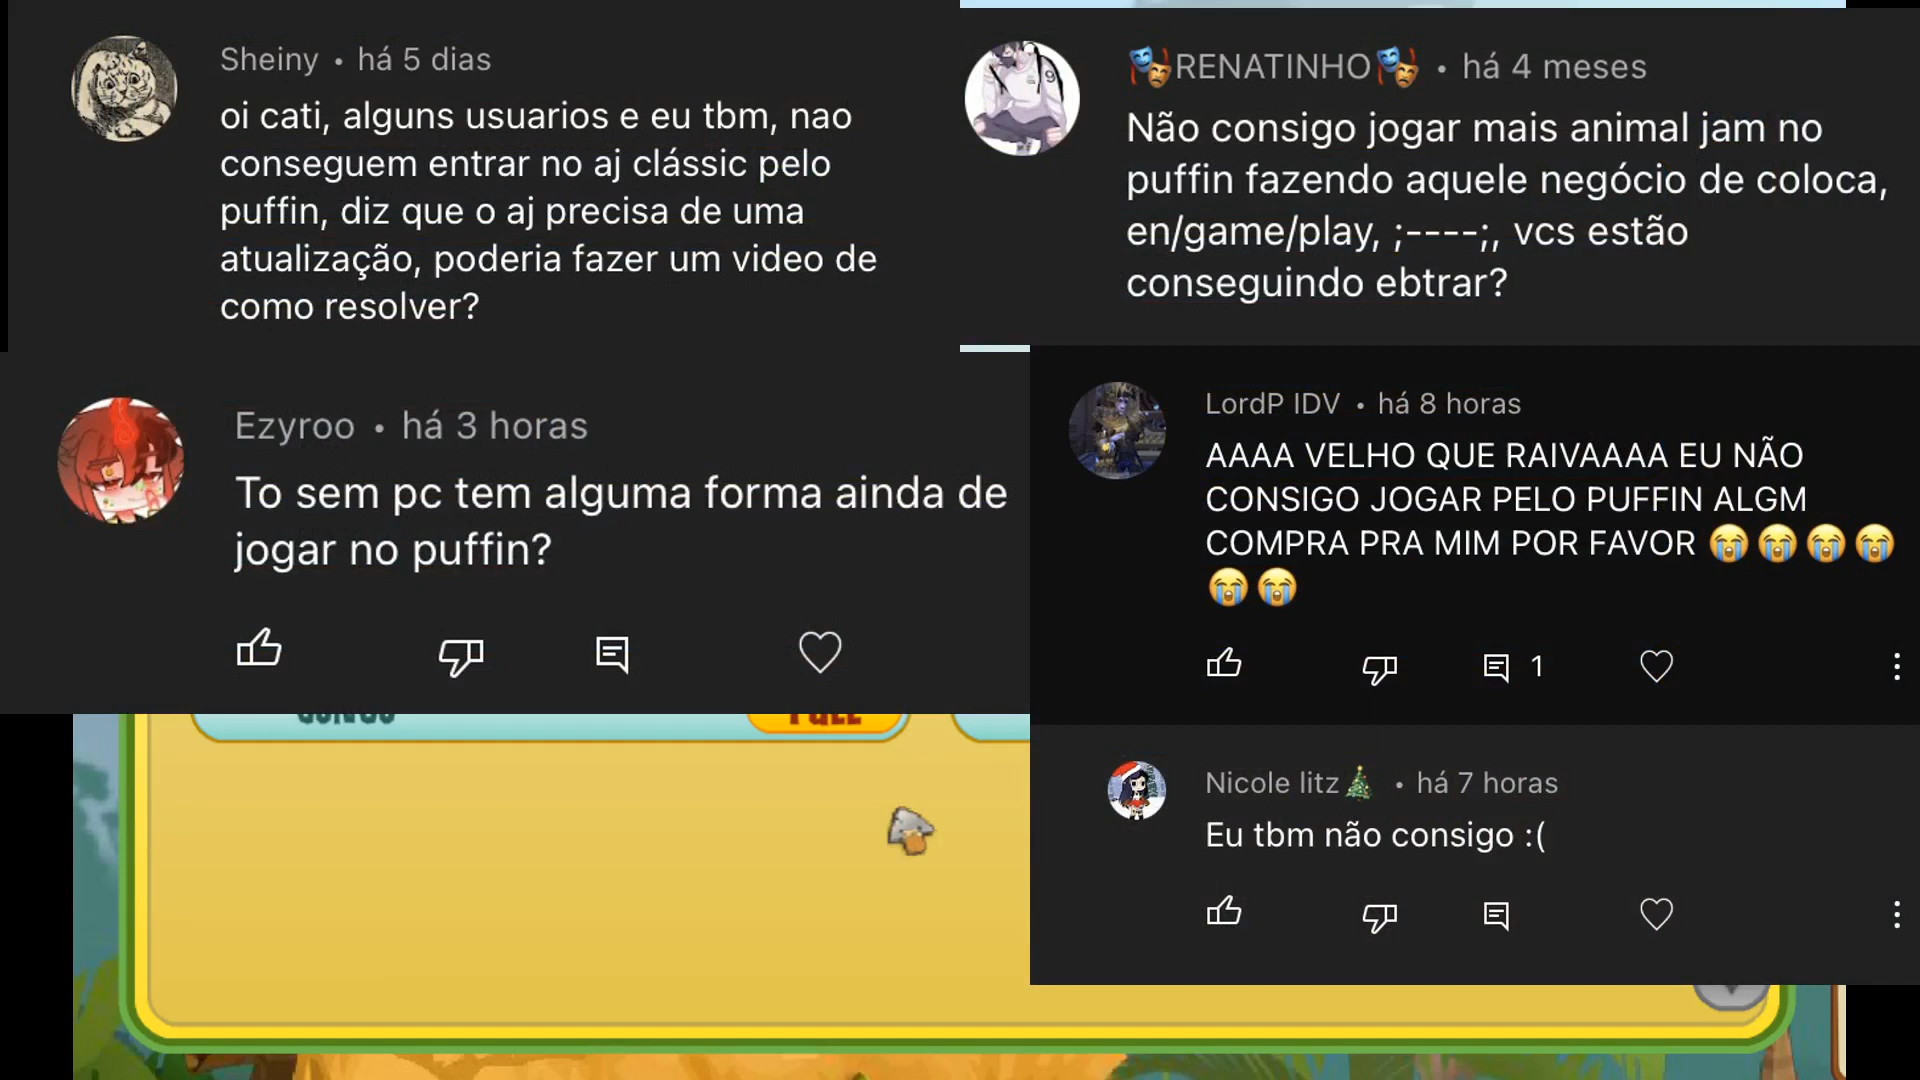 Sheiny • há 5 dias
oi cati, alguns usuarios e eu tbm, nao
conseguem entrar no aj clássic pelo
puffin, diz que o aj precisa de uma
atualização, poderia fazer um video de
como resolver?
🎭RENATINHO🎭 • há 4 meses
Não consigo jogar mais animal jam no
puffin fazendo aquele negócio de coloca,
en/game/play, ;----;, vcs estão
conseguindo ebtrar?
Ezyroo • há 3 horas
To sem pc tem alguma forma ainda de
jogar no puffin?
LordP IDV • há 8 horas
AAAA VELHO QUE RAIVAAAA EU NÃO
CONSIGO JOGAR PELO PUFFIN ALGM
COMPRA PRA MIM POR FAVOR 😭😭😭😭
😭😭
1
Nicole litz🎄 • há 7 horas
Eu tbm não consigo :(